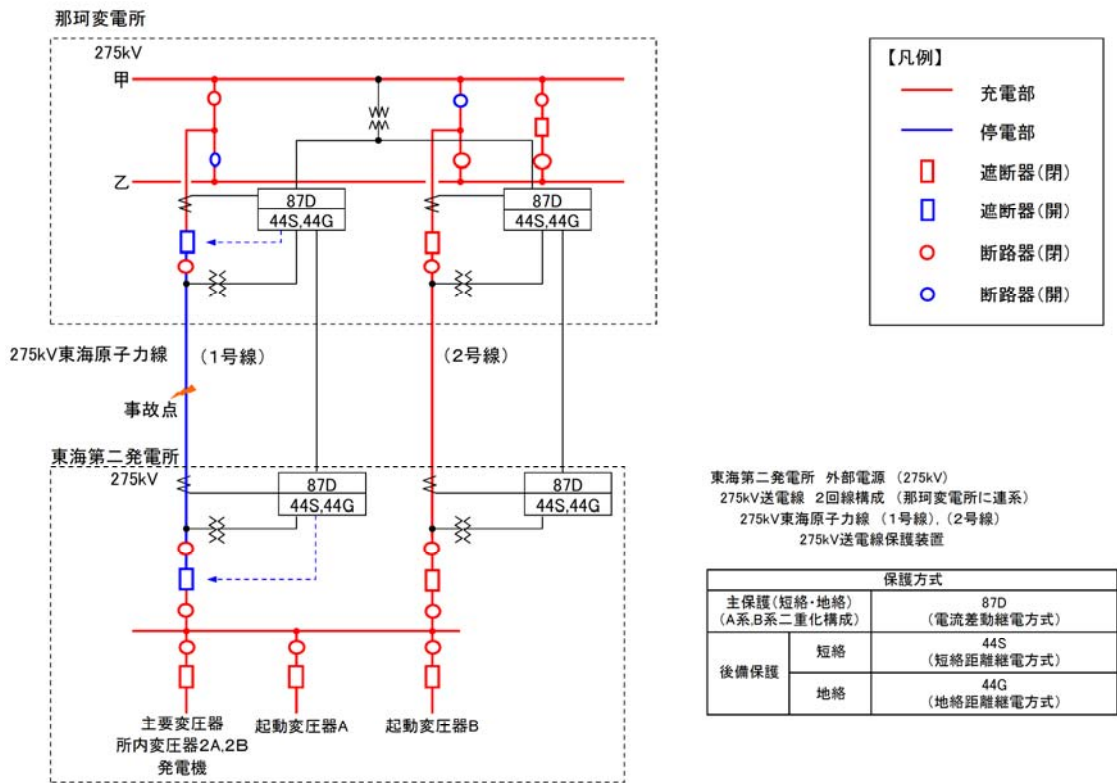 那珂変電所
275kV
甲
乙
87D
44S,44G
87D
44S,44G
275kV東海原子力線 (1号線)
(2号線)
事故点
東海第二発電所
275kV
87D
44S,44G
87D
44S,44G
主要変圧器
所内変圧器2A,2B
発電機
起動変圧器A
起動変圧器B
【凡例】
充電部
停電部
遮断器(閉)
遮断器(開)
断路器(閉)
断路器(開)
東海第二発電所 外部電源 (275kV)
275kV送電線 2回線構成 (那珂変電所に連系)
275kV東海原子力線 (1号線), (2号線)
275kV送電線保護装置
保護方式
主保護(短絡・地絡)
(A系,B系二重化構成)
87D
(電流差動継電方式)
後備保護
短絡
44S
(短絡距離継電方式)
地絡
44G
(地絡距離継電方式)